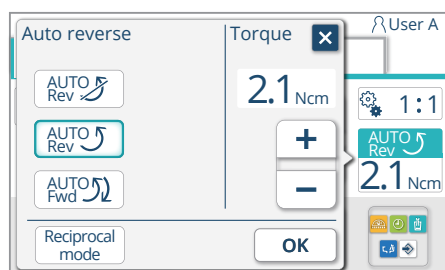 Auto reverse
Torque
User A
AUTO
Rev
2.1 Ncm
1:1
AUTO
Rev
+
AUTO
Rev
2.1 Ncm
AUTO
Fwd
−
Reciprocal
mode
OK